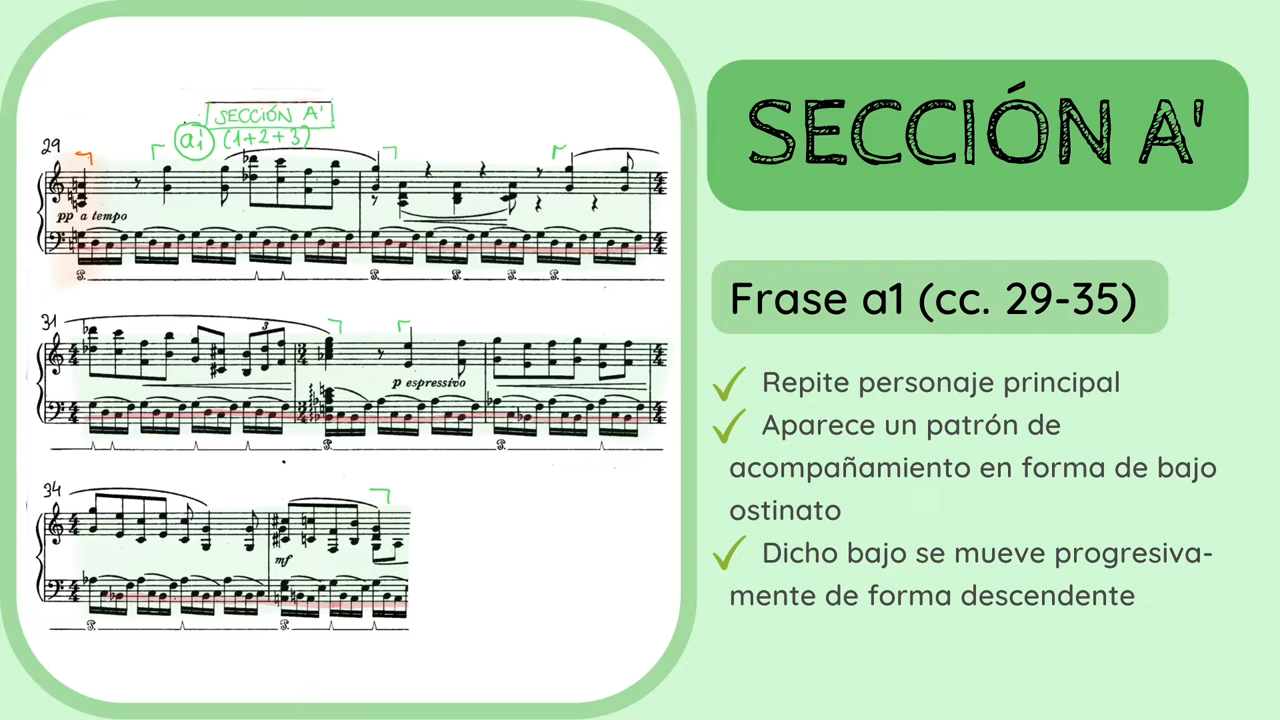 SECCIÓN A'
a1' (1+2+3)
29
pp a tempo
31
3
p espressivo
34
mf
SECCIÓN A'
Frase a1 (cc. 29-35)
Repite personaje principal
Aparece un patrón de
acompañamiento en forma de bajo
ostinato
Dicho bajo se mueve progresiva-
mente de forma descendente